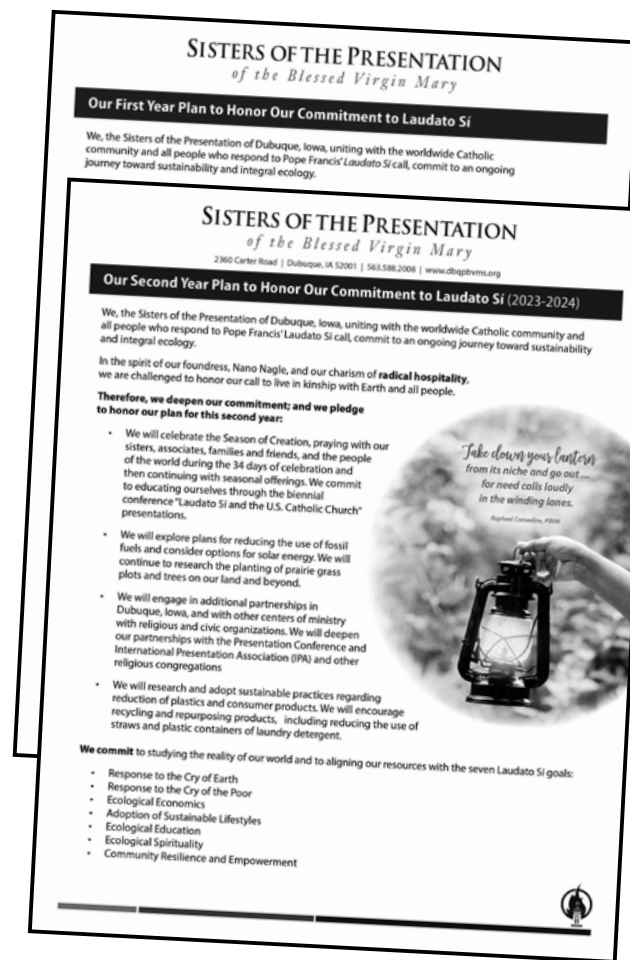 SISTERS OF THE PRESENTATION
of the Blessed Virgin Mary
Our First Year Plan to Honor Our Commitment to Laudato Sí
We, the Sisters of the Presentation of Dubuque, Iowa, uniting with the worldwide Catholic
community and all people who respond to Pope Francis' Laudato Sí call, commit to an ongoing
journey toward sustainability and integral ecology.
SISTERS OF THE PRESENTATION
of the Blessed Virgin Mary
2360 Carter Road | Dubuque, IA 52001 | 563.588.2008 | www.dbqpbvms.org
Our Second Year Plan to Honor Our Commitment to Laudato Sí (2023-2024)
We, the Sisters of the Presentation of Dubuque, Iowa, uniting with the worldwide Catholic community and
all people who respond to Pope Francis' Laudato Sí call, commit to an ongoing journey toward sustainability
and integral ecology.
In the spirit of our foundress, Nano Nagle, and our charism of radical hospitality,
we are challenged to honor our call to live in kinship with Earth and all people.
Therefore, we deepen our commitment; and we pledge
to honor our plan for this second year:
• We will celebrate the Season of Creation, praying with our
sisters, associates, families and friends, and the people
of the world during the 34 days of celebration and
then continuing with seasonal offerings. We commit
to educating ourselves through the biennial
conference "Laudato Sí and the U.S. Catholic Church"
presentations.
• We will explore plans for reducing the use of fossil
fuels and consider options for solar energy. We will
continue to research the planting of prairie grass
plots and trees on our land and beyond.
• We will engage in additional partnerships in
Dubuque, Iowa, and with other centers of ministry
with religious and civic organizations. We will deepen
our partnerships with the Presentation Conference and
International Presentation Association (IPA) and other
religious congregations
• We will research and adopt sustainable practices regarding
reduction of plastics and consumer products. We will encourage
recycling and repurposing products, including reducing the use of
straws and plastic containers of laundry detergent.
Take down your lantern
from its niche and go out ...
for need calls loudly
in the winding lanes.
Raphael Consedine, PBVM
We commit to studying the reality of our world and to aligning our resources with the seven Laudato Sí goals:
• Response to the Cry of Earth
• Response to the Cry of the Poor
• Ecological Economics
• Adoption of Sustainable Lifestyles
• Ecological Education
• Ecological Spirituality
• Community Resilience and Empowerment